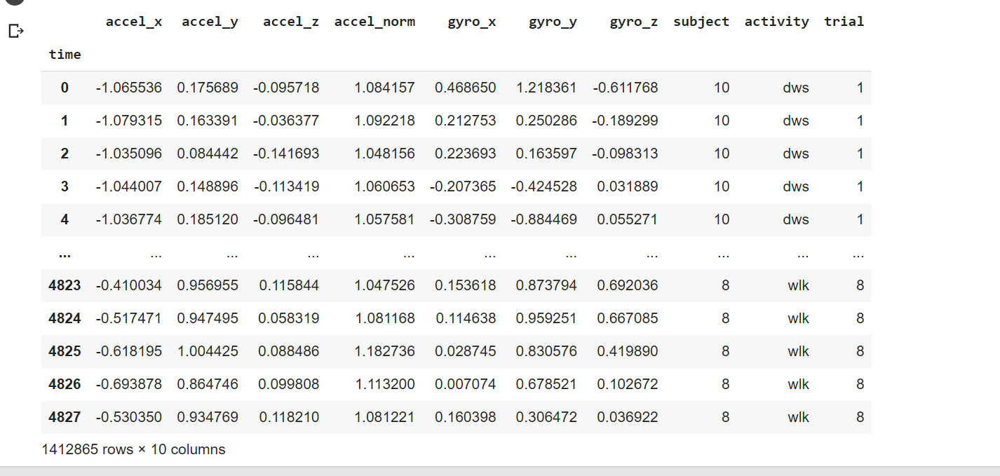 accel_x accel_y accel_z accel_norm gyro_x gyro_y gyro_z subject activity trial
time
0 -1.065536 0.175689 -0.095718 1.084157 0.468650 1.218361 -0.611768 10 dws 1
1 -1.079315 0.163391 -0.036377 1.092218 0.212753 0.250286 -0.189299 10 dws 1
2 -1.035096 0.084442 -0.141693 1.048156 0.223693 0.163597 -0.098313 10 dws 1
3 -1.044007 0.148896 -0.113419 1.060653 -0.207365 -0.424528 0.031889 10 dws 1
4 -1.036774 0.185120 -0.096481 1.057581 -0.308759 -0.884469 0.055271 10 dws 1
... ... ... ... ... ... ... ... ... ... ...
4823 -0.410034 0.956955 0.115844 1.047526 0.153618 0.873794 0.692036 8 wlk 8
4824 -0.517471 0.947495 0.058319 1.081168 0.114638 0.959251 0.667085 8 wlk 8
4825 -0.618195 1.004425 0.088486 1.182736 0.028745 0.830576 0.419890 8 wlk 8
4826 -0.693878 0.864746 0.099808 1.113200 0.007074 0.678521 0.102672 8 wlk 8
4827 -0.530350 0.934769 0.118210 1.081221 0.160398 0.306472 0.036922 8 wlk 8
1412865 rows × 10 columns